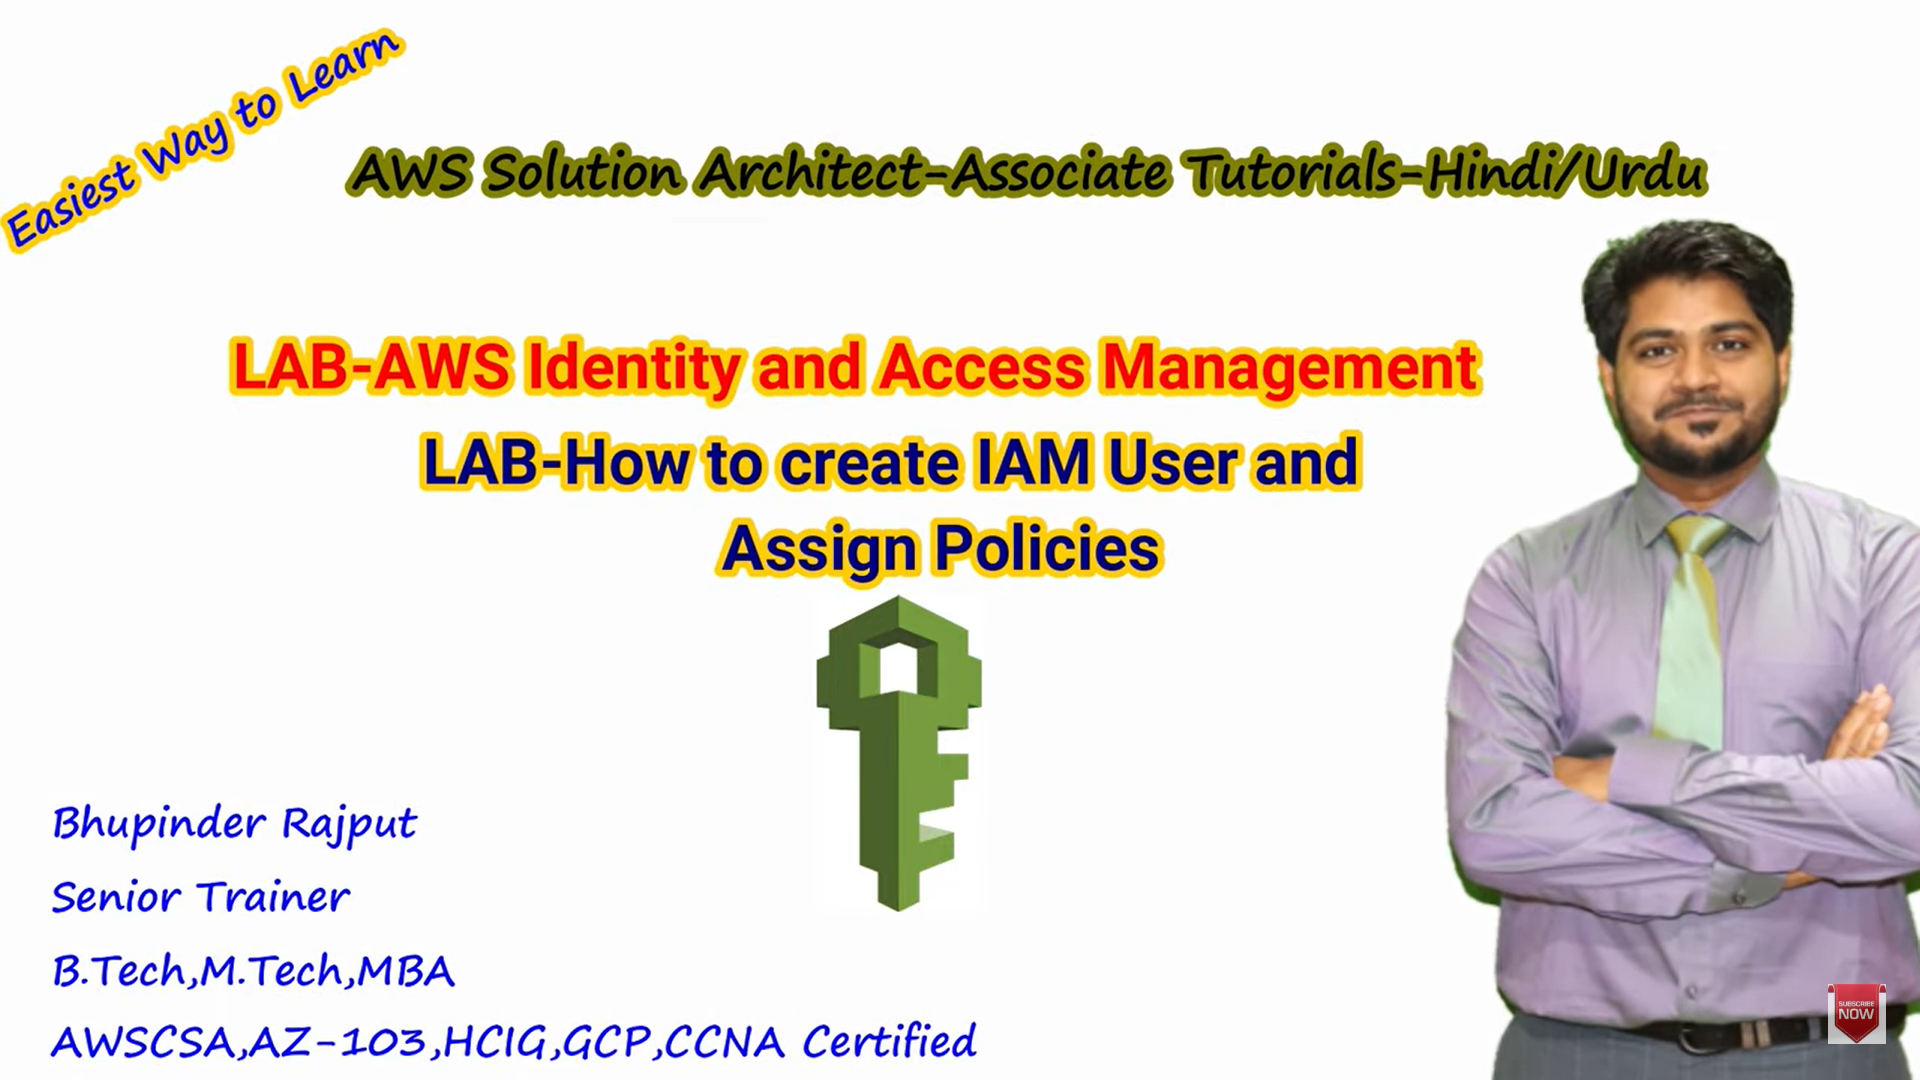 Easiest Way to Learn
AWS Solution Architect-Associate Tutorials-Hindi/Urdu
LAB-AWS Identity and Access Management
LAB-How to create IAM User and
Assign Policies
Bhupinder Rajput
Senior Trainer
B.Tech,M.Tech,MBA
AWSCSA,AZ-103,HCIG,GCP,CCNA Certified
SUBSCRIBE
NOW